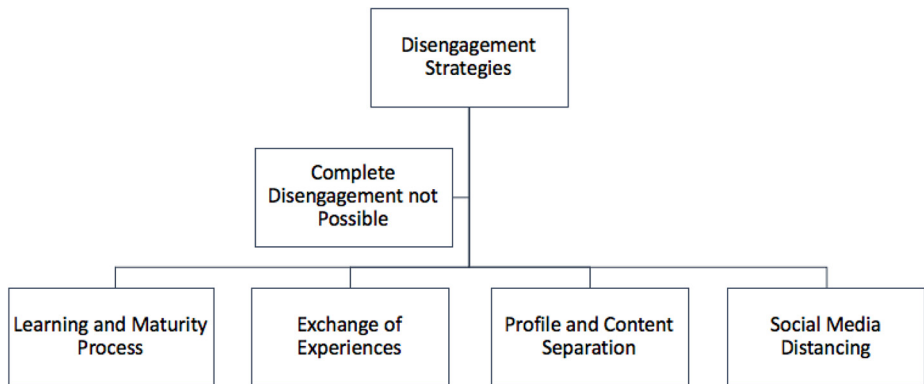 Disengagement
Strategies
Complete
Disengagement not
Possible
Learning and Maturity
Process
Exchange of
Experiences
Profile and Content
Separation
Social Media
Distancing